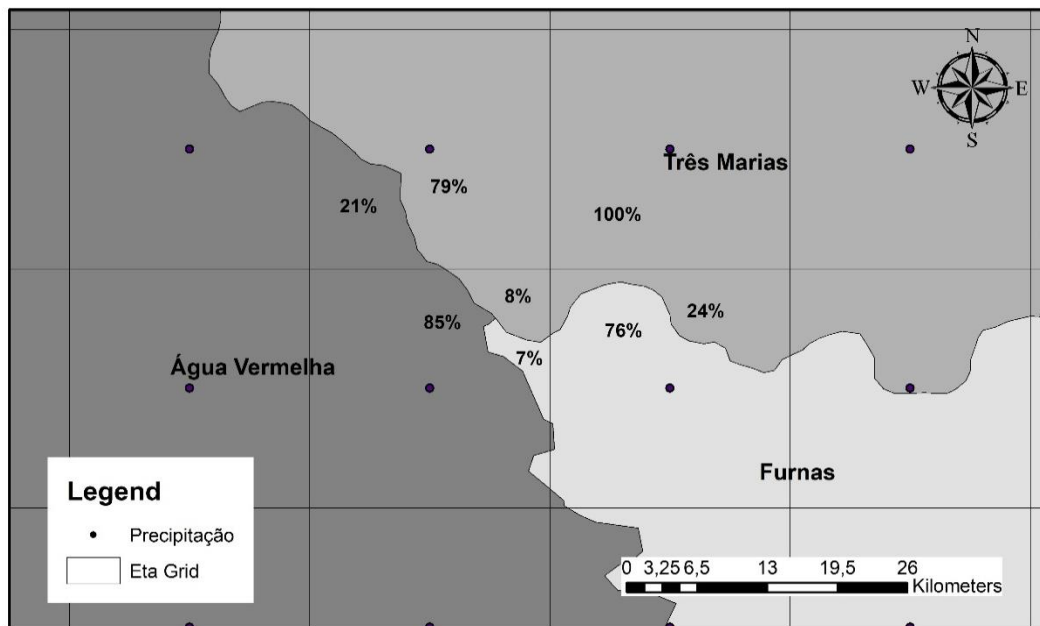 N
W E
S
Três Marias
79%
21%
100%
8%
24%
85%
76%
7%
Água Vermelha
Furnas
Legend
Precipitação
Eta Grid
0 3,25 6,5 13 19,5 26
Kilometers